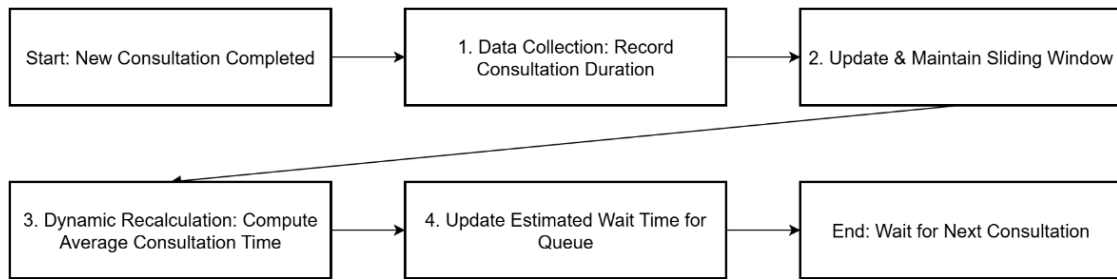 Start: New Consultation Completed
1. Data Collection: Record
Consultation Duration
2. Update & Maintain Sliding Window
3. Dynamic Recalculation: Compute
Average Consultation Time
4. Update Estimated Wait Time for
Queue
End: Wait for Next Consultation